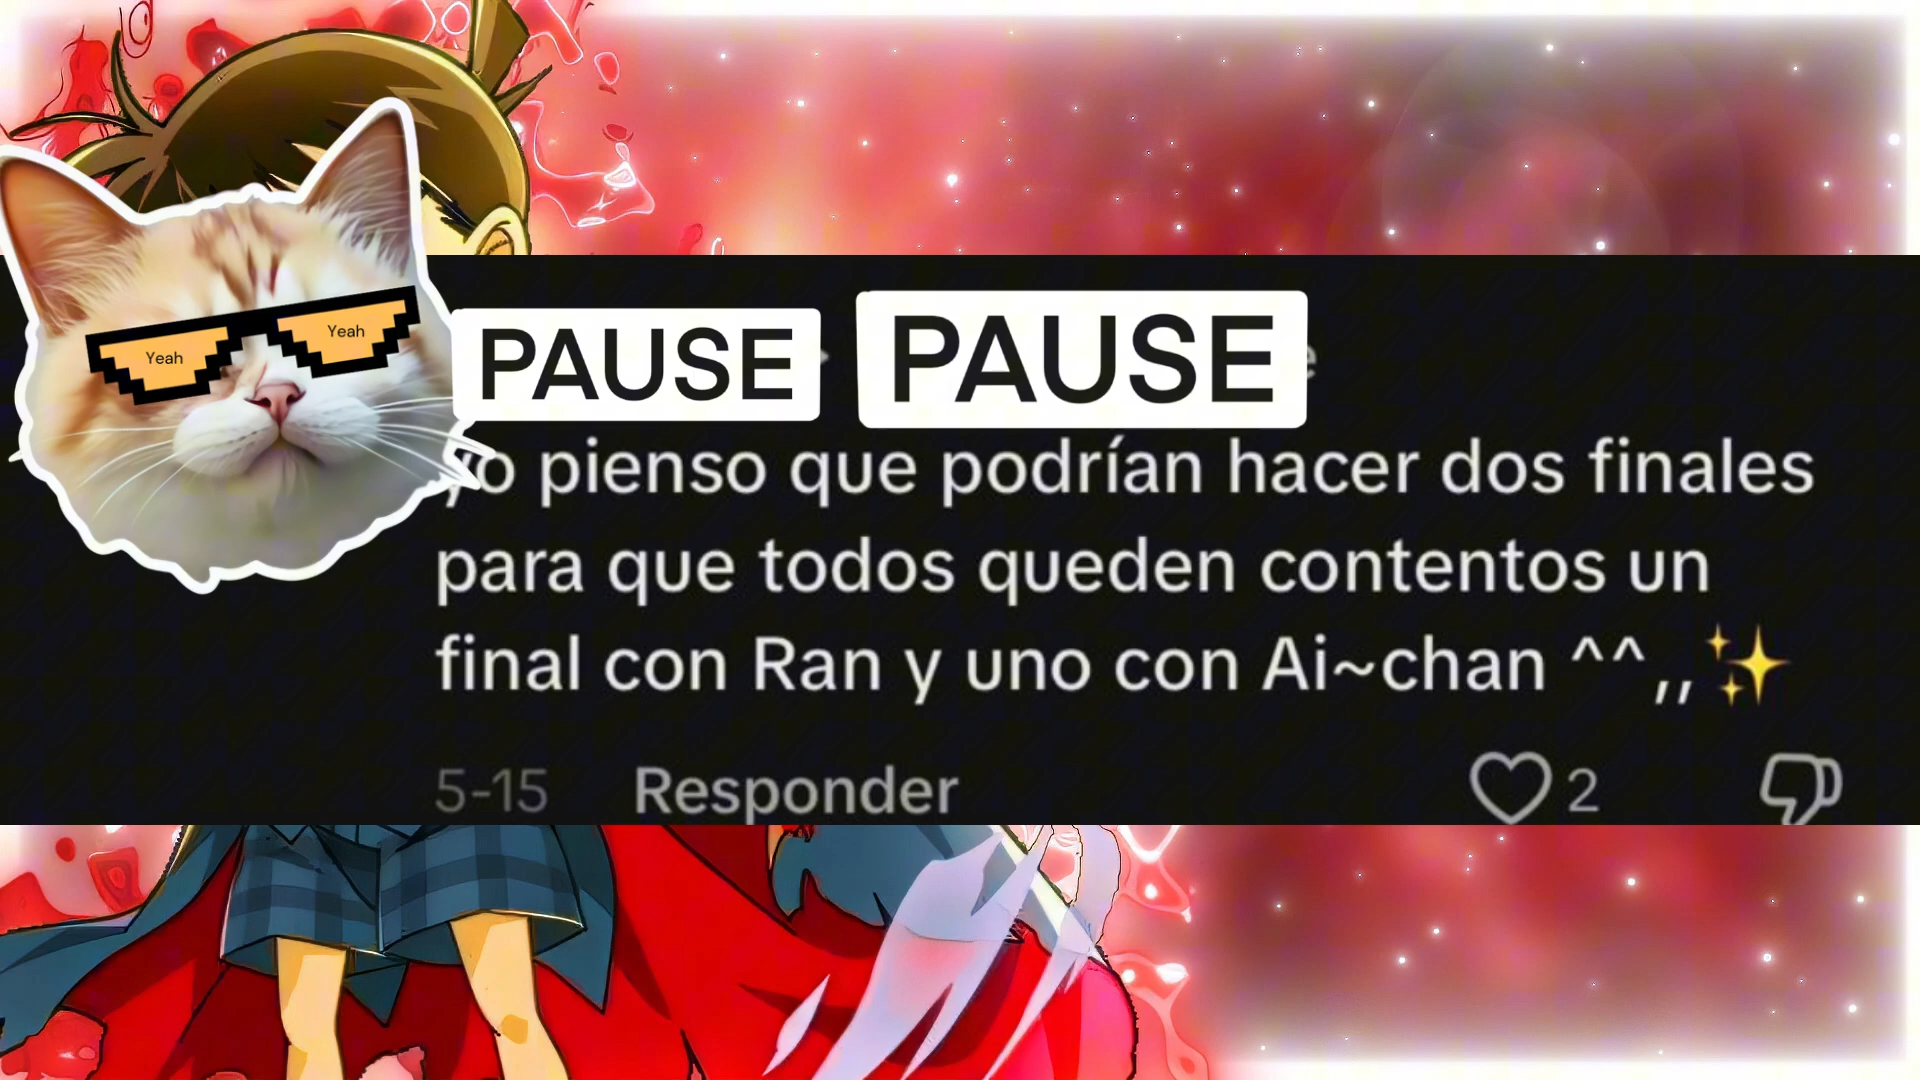 Yeah
Yeah
PAUSE PAUSE
yo pienso que podrían hacer dos finales
para que todos queden contentos un
final con Ran y uno con Ai~chan ^^,,✨
5-15 Responder 2